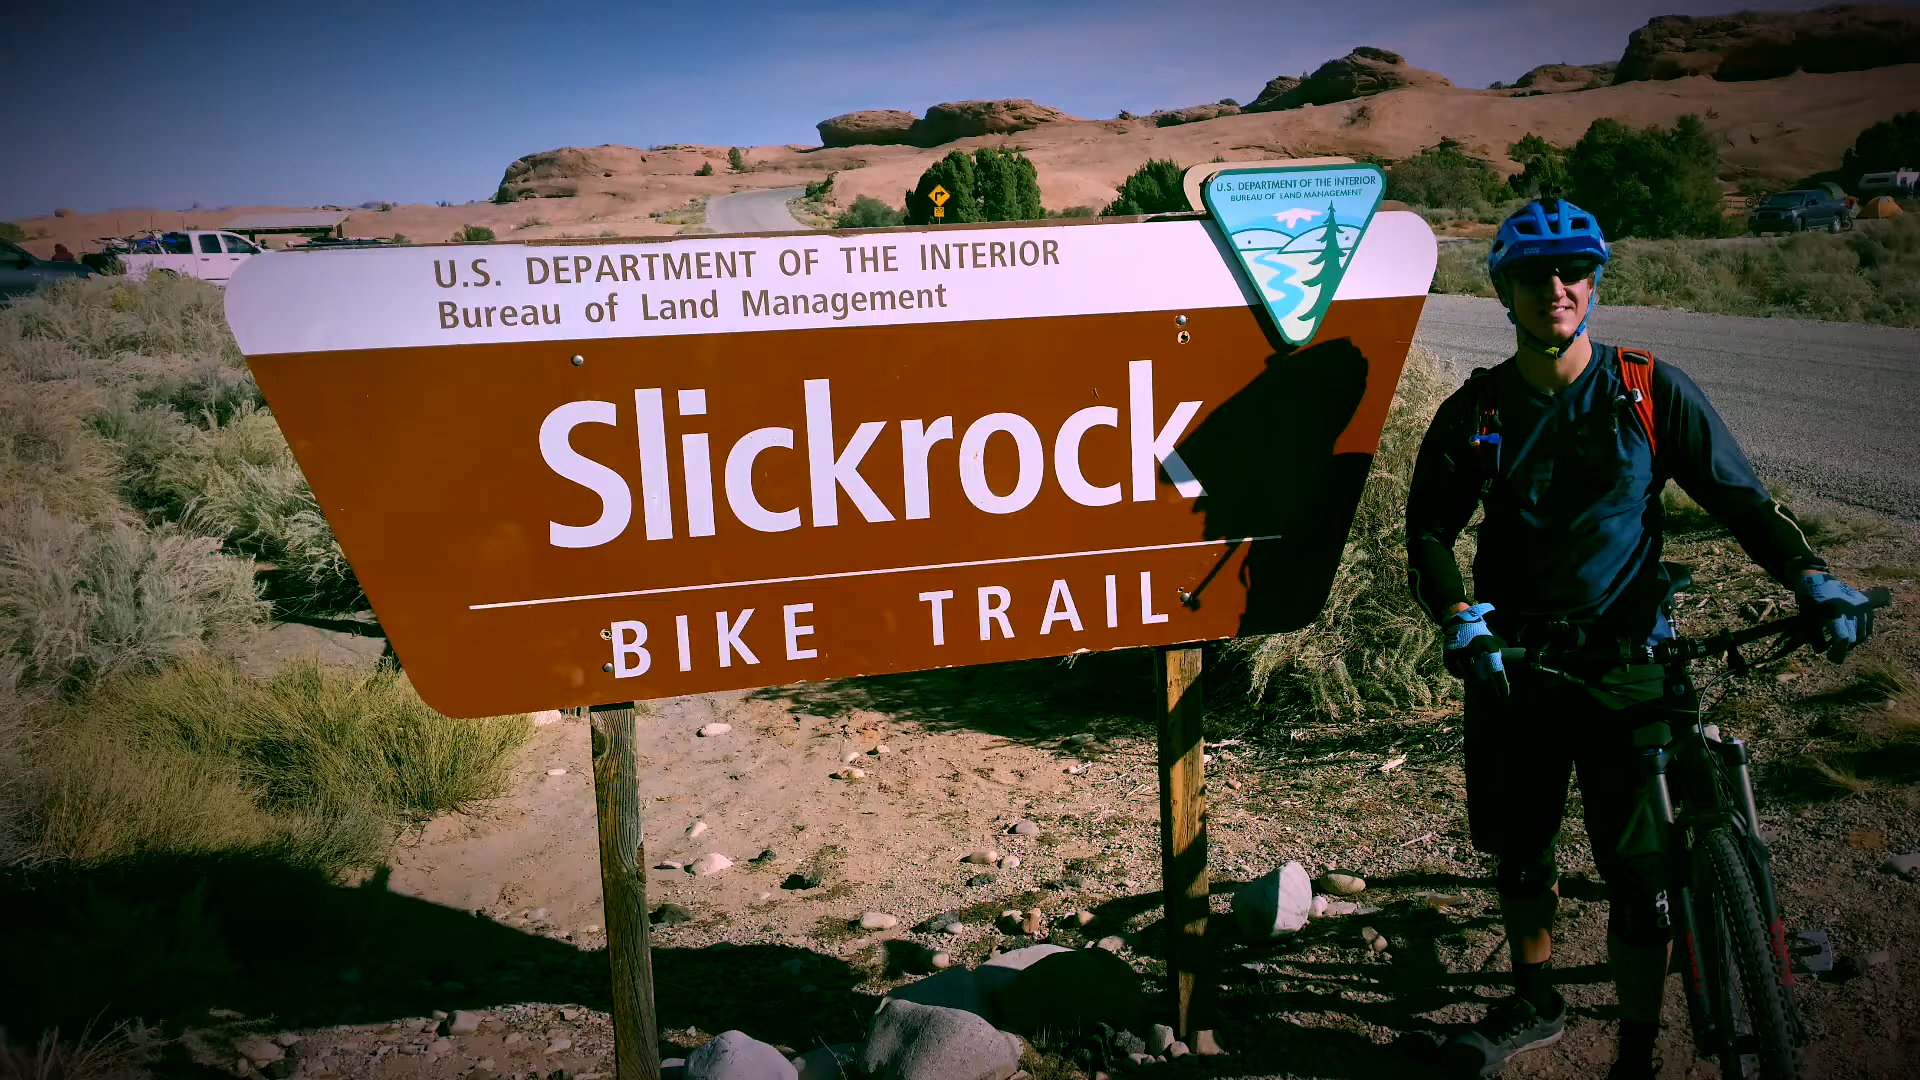 U.S. DEPARTMENT OF THE INTERIOR
Bureau of Land Management
U.S. DEPARTMENT OF THE INTERIOR
BUREAU OF LAND MANAGEMENT
Slickrock
BIKE TRAIL